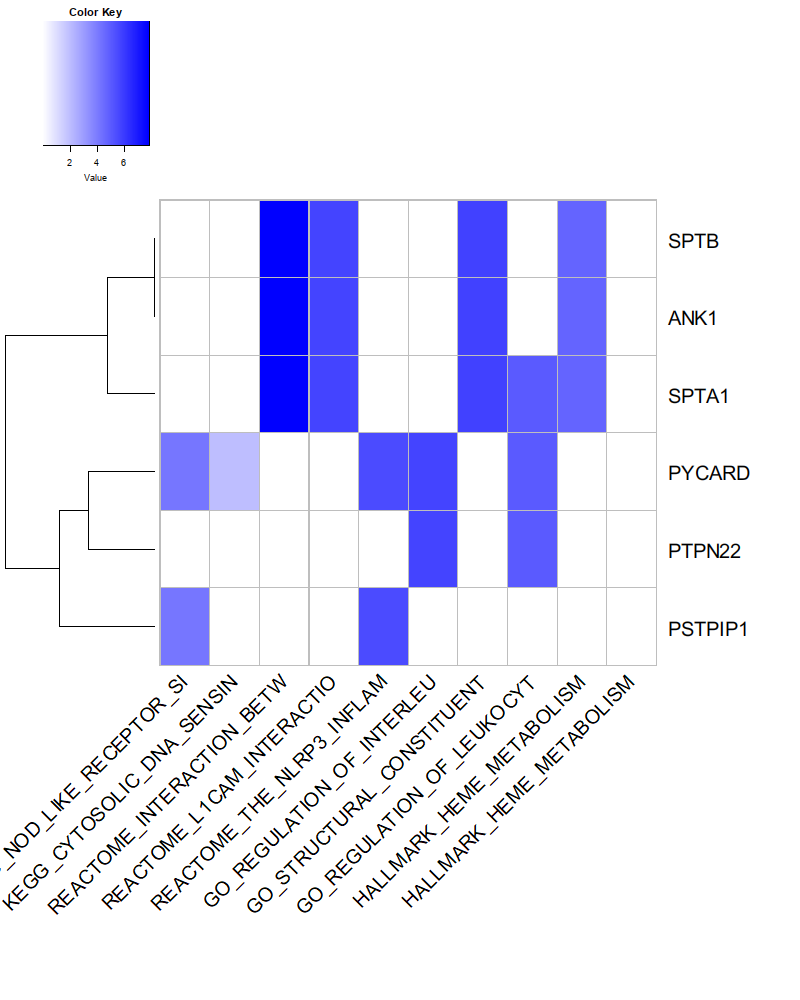 Color Key
2 4 6
Value
SPTB
ANK1
SPTA1
PYCARD
PTPN22
PSTPIP1
_NOD_LIKE_RECEPTOR_SI
KEGG_CYTOSOLIC_DNA_SENSIN
REACTOME_INTERACTION_BETW
REACTOME_L1CAM_INTERACTIO
REACTOME_THE_NLRP3_INFLAM
GO_REGULATION_OF_INTERLEU
GO_STRUCTURAL_CONSTITUENT
GO_REGULATION_OF_LEUKOCYT
HALLMARK_HEME_METABOLISM
HALLMARK_HEME_METABOLISM